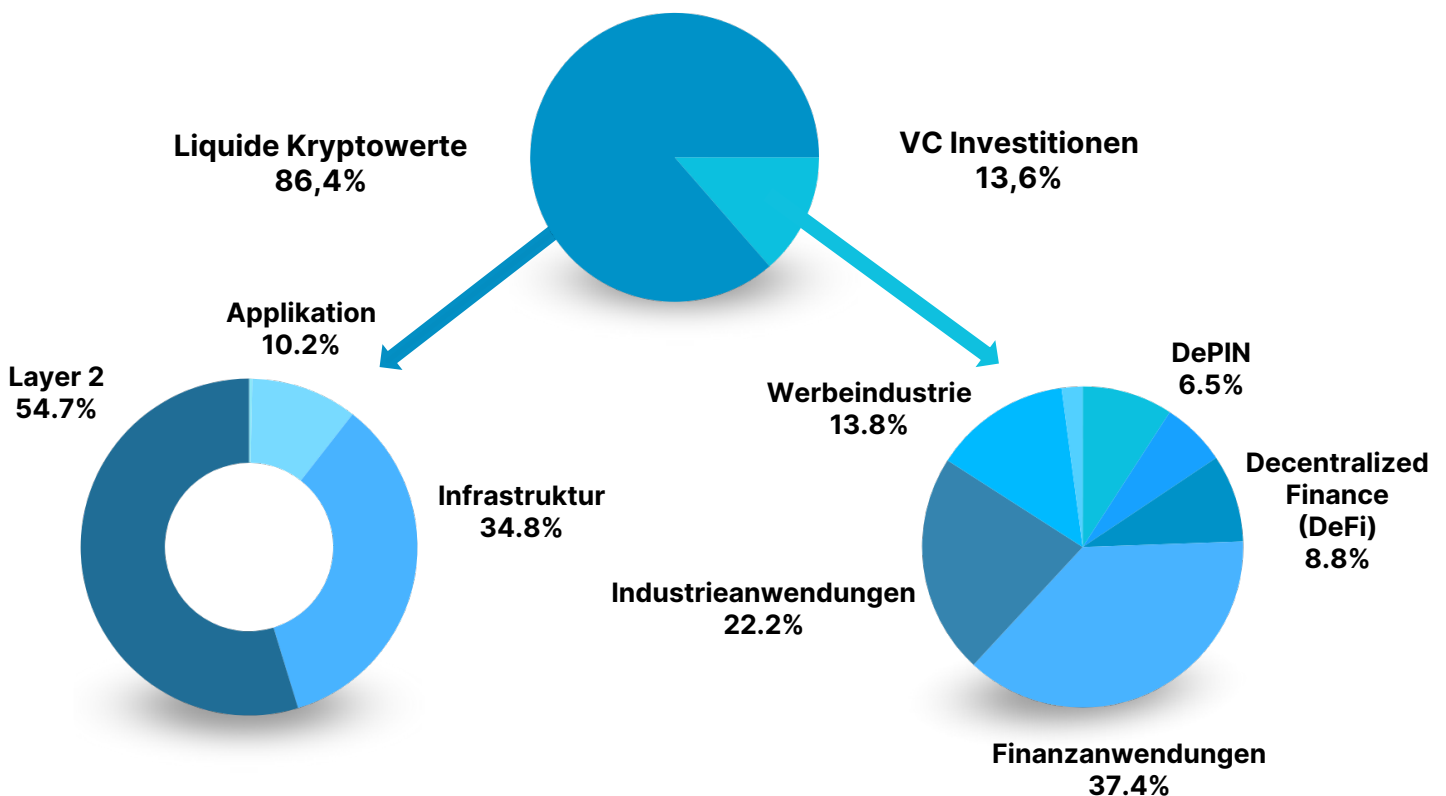 Liquide Kryptowerte
86,4%
VC Investitionen
13,6%
Applikation
10.2%
Layer 2
54.7%
Infrastruktur
34.8%
DePIN
6.5%
Werbeindustrie
13.8%
Decentralized
Finance
(DeFi)
8.8%
Industrieanwendungen
22.2%
Finanzanwendungen
37.4%